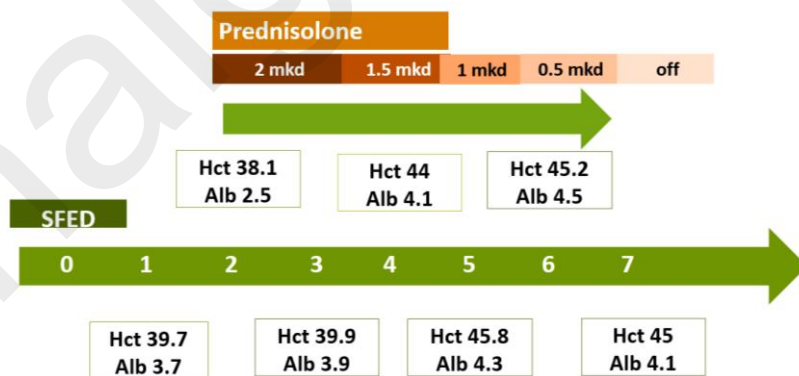 Prednisolone
2 mkd 1.5 mkd 1 mkd 0.5 mkd off
Hct 38.1
Alb 2.5
Hct 44
Alb 4.1
Hct 45.2
Alb 4.5
SFED
0 1 2 3 4 5 6 7
Hct 39.7
Alb 3.7
Hct 39.9
Alb 3.9
Hct 45.8
Alb 4.3
Hct 45
Alb 4.1